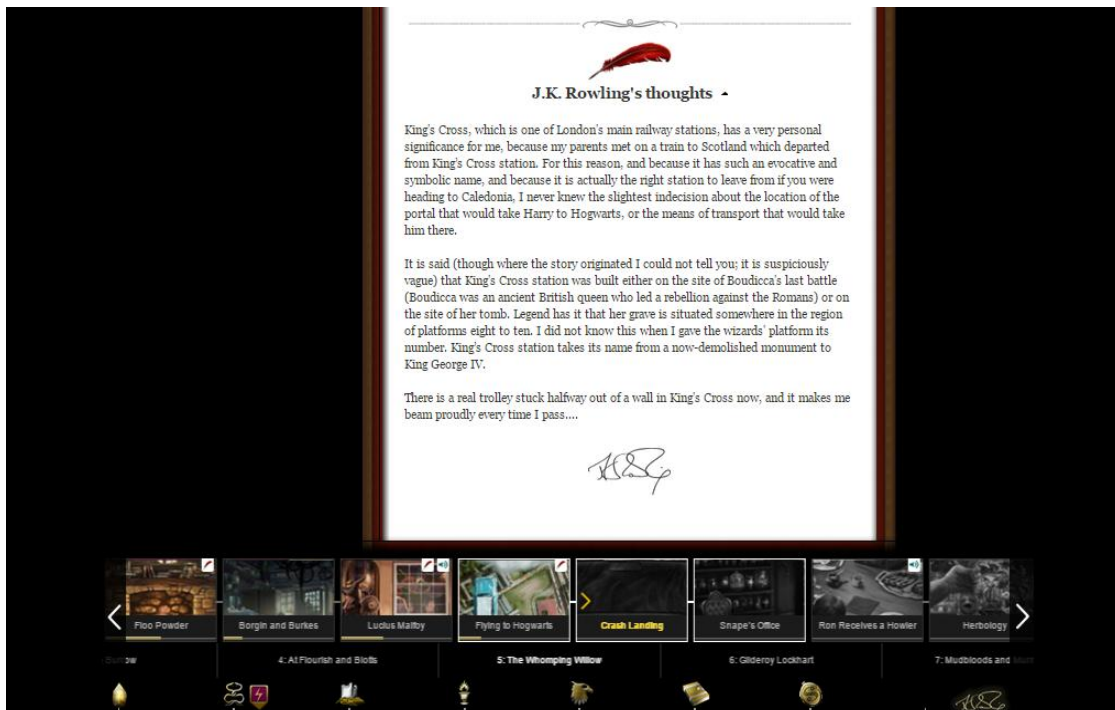 J.K. Rowling's thoughts
King's Cross, which is one of London's main railway stations, has a very personal
significance for me, because my parents met on a train to Scotland which departed
from King's Cross station. For this reason, and because it has such an evocative and
symbolic name, and because it is actually the right station to leave from if you were
heading to Caledonia, I never knew the slightest indecision about the location of the
portal that would take Harry to Hogwarts, or the means of transport that would take
him there.
It is said (though where the story originated I could not tell you; it is suspiciously
vague) that King's Cross station was built either on the site of Boudicca's last battle
(Boudicca was an ancient British queen who led a rebellion against the Romans) or on
the site of her tomb. Legend has it that her grave is situated somewhere in the region
of platforms eight to ten. I did not know this when I gave the wizards' platform its
number. King's Cross station takes its name from a now-demolished monument to
King George IV.
There is a real trolley stuck halfway out of a wall in King's Cross now, and it makes me
beam proudly every time I pass....
Floo Powder
Borgin and Burkes
Lucius Malfoy
Flying to Hogwarts
Crash Landing
Snape's Office
Ron Receives a Howler
Herbology
4: At Flourish and Blotts
5: The Whomping Willow
6: Gilderoy Lockhart
7: Mudbloods and